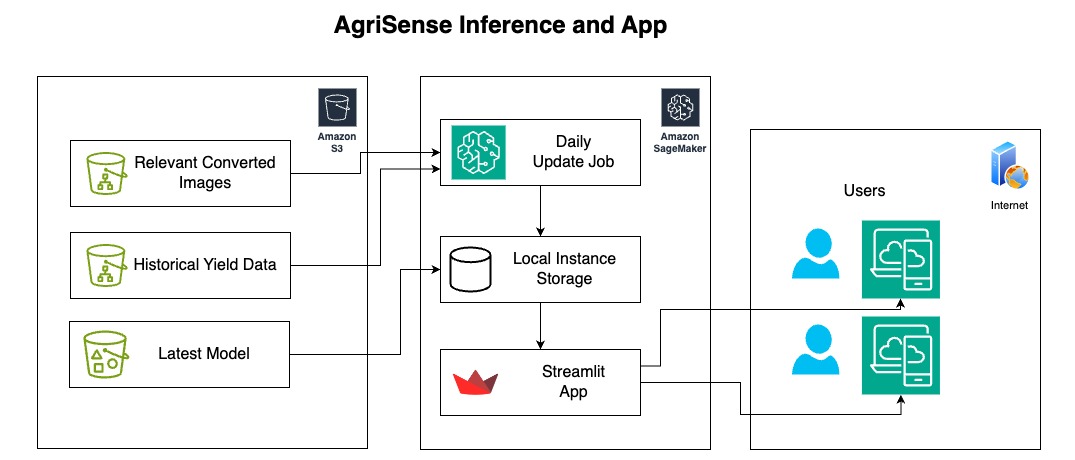 AgriSense Inference and App
Amazon
S3
Relevant Converted
Images
Historical Yield Data
Latest Model
Amazon
SageMaker
Daily
Update Job
Local Instance
Storage
Streamlit
App
Internet
Users